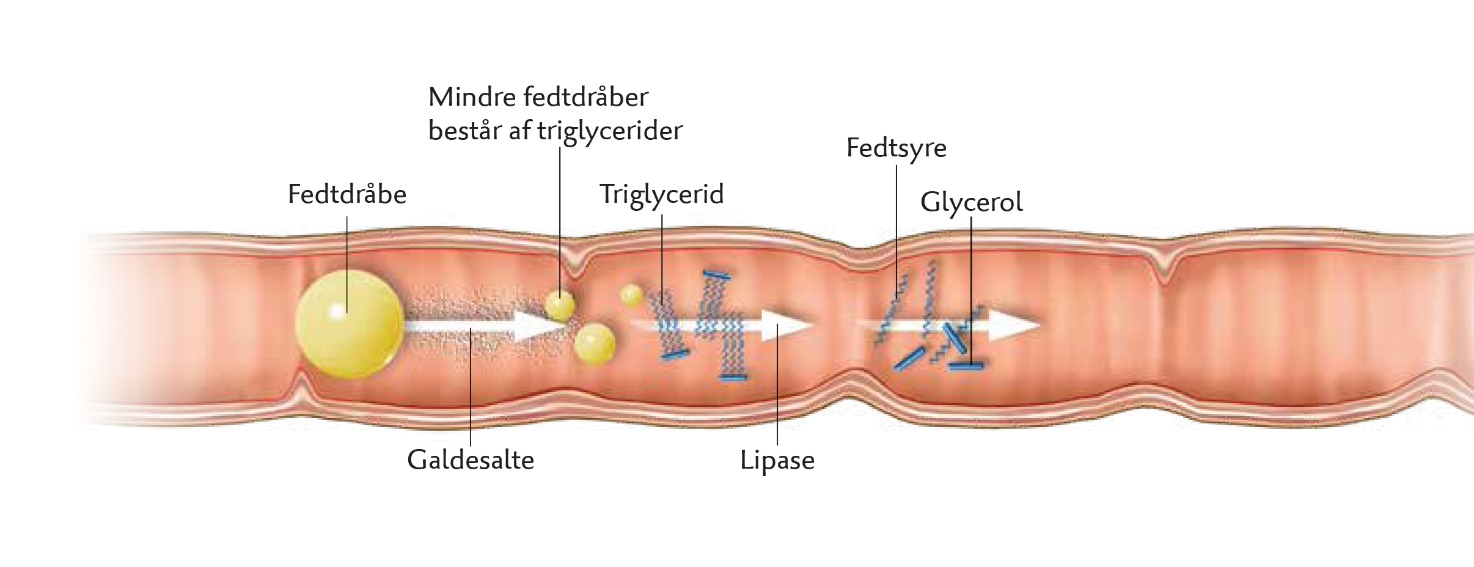 Mindre fedtdråber
består af triglycerider
Fedtsyre
Fedtdråbe
Triglycerid
Glycerol
Galdesalte
Lipase